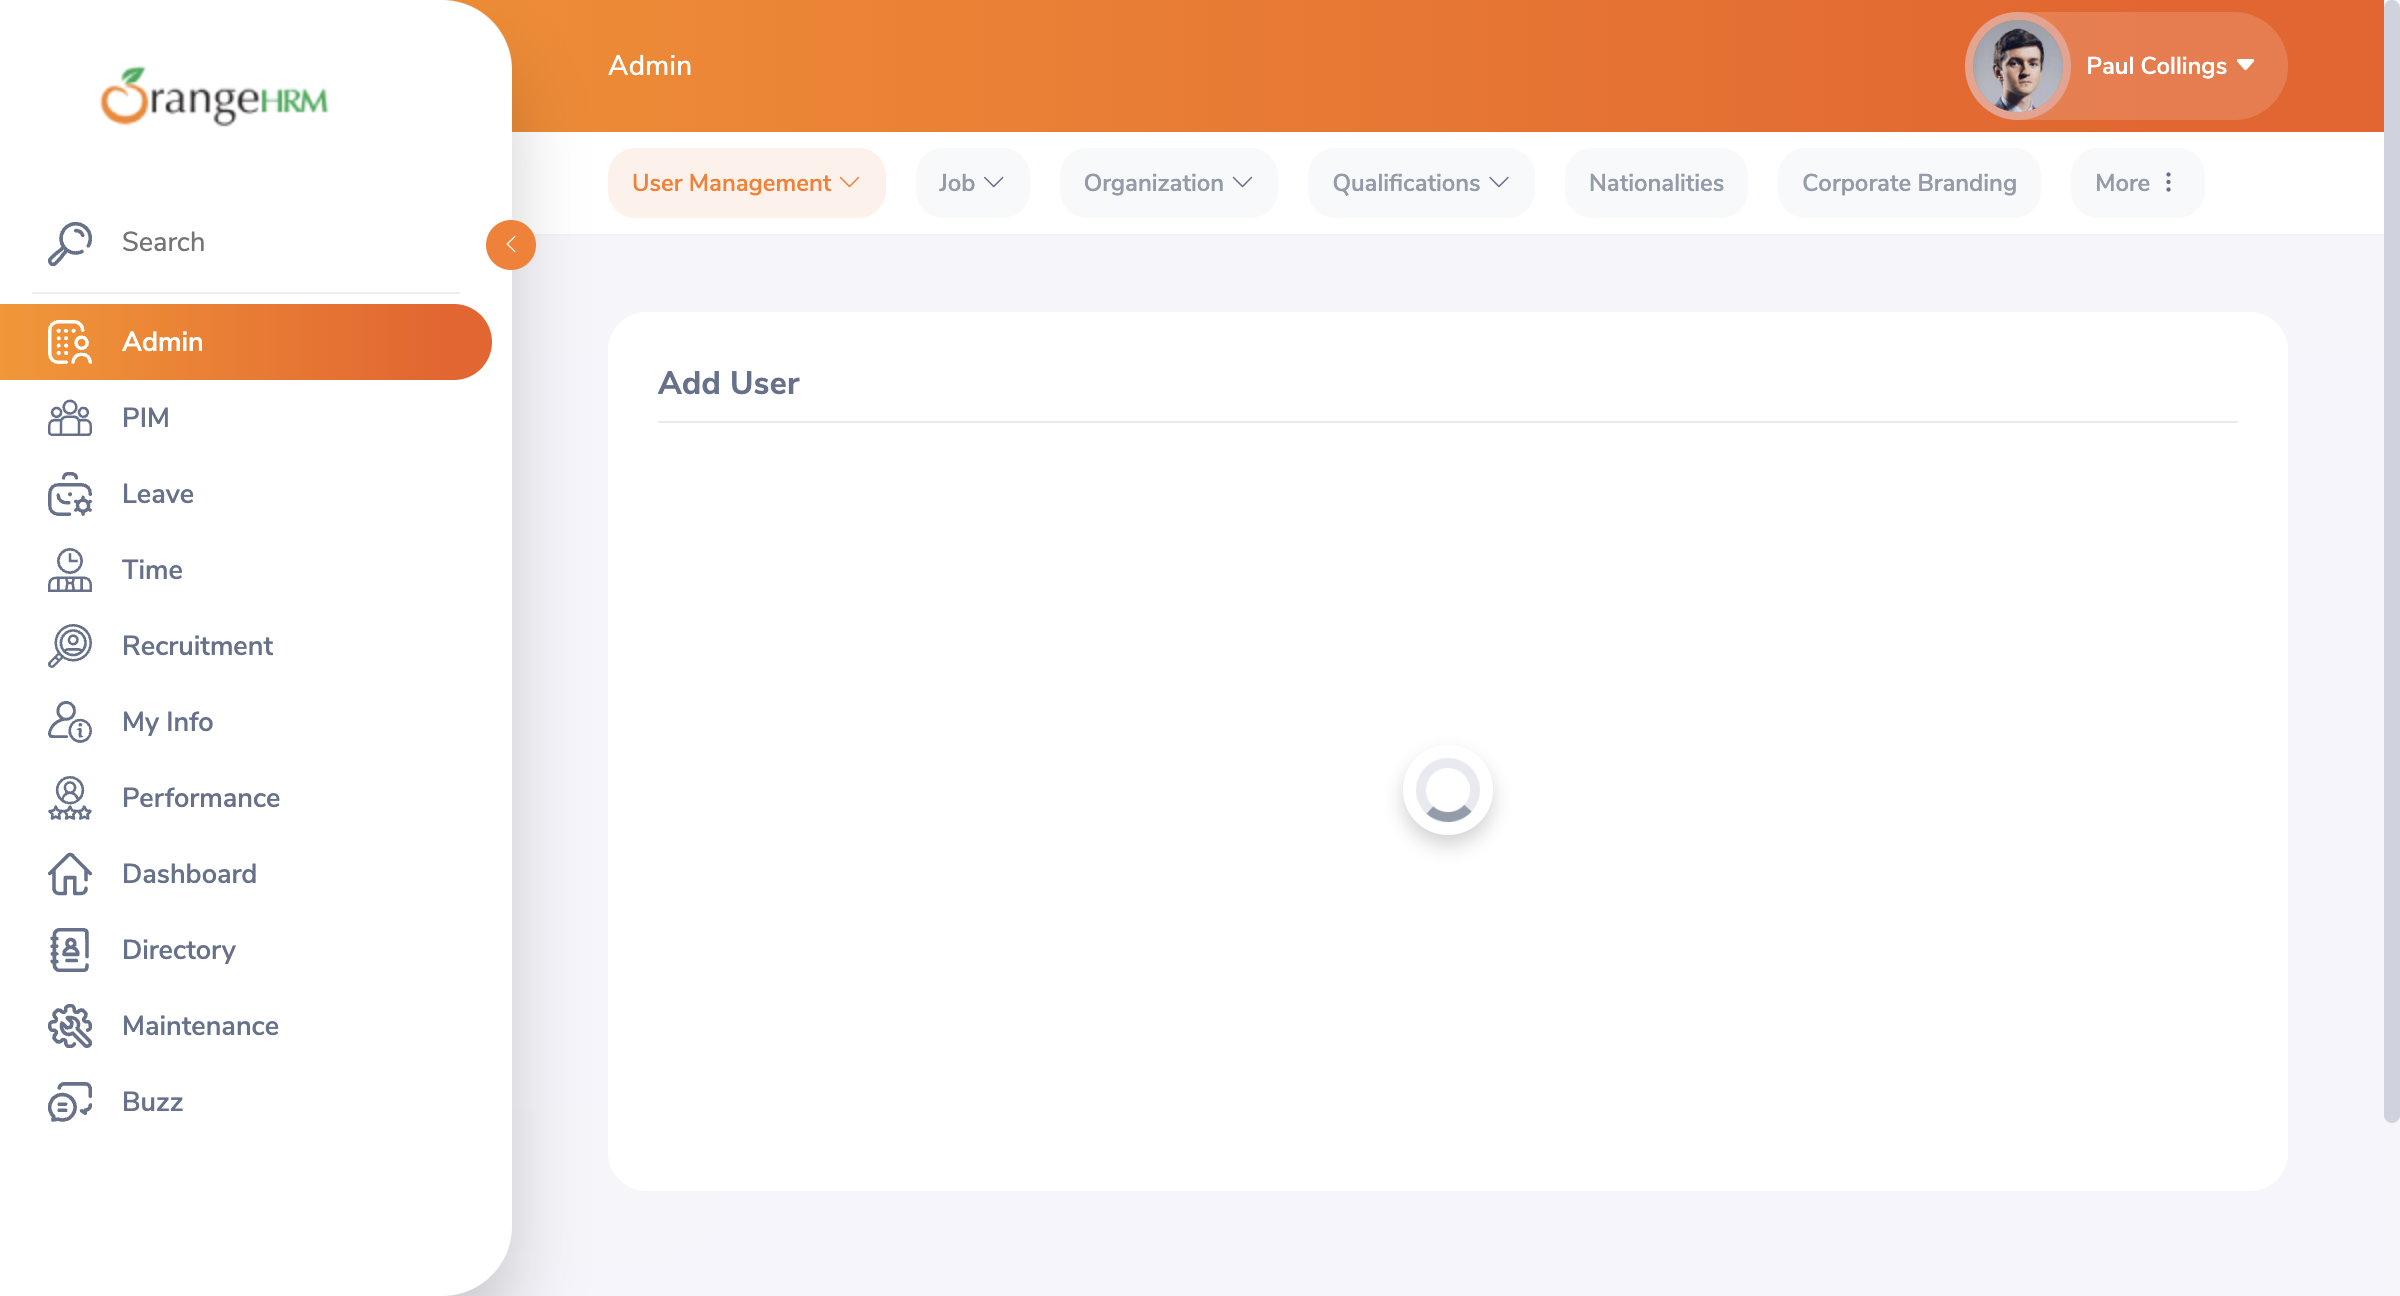 OrangeHRM
Admin
Paul Collings
User Management
Job
Organization
Qualifications
Nationalities
Corporate Branding
More
Search
Admin
PIM
Leave
Time
Recruitment
My Info
Performance
Dashboard
Directory
Maintenance
Buzz
Add User